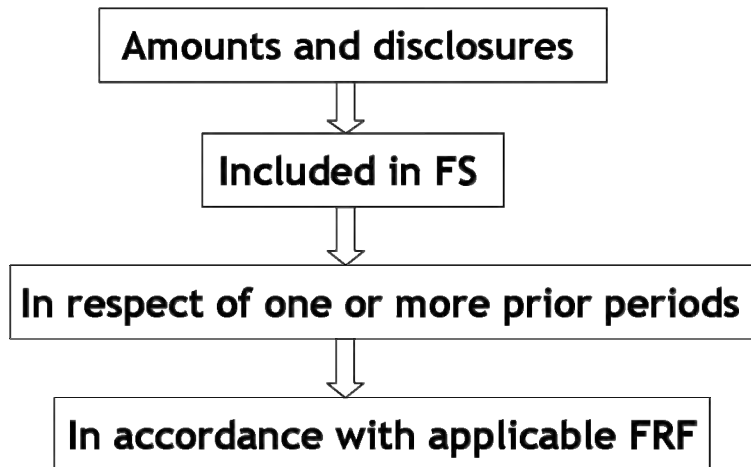 Amounts and disclosures
Included in FS
In respect of one or more prior periods
In accordance with applicable FRF